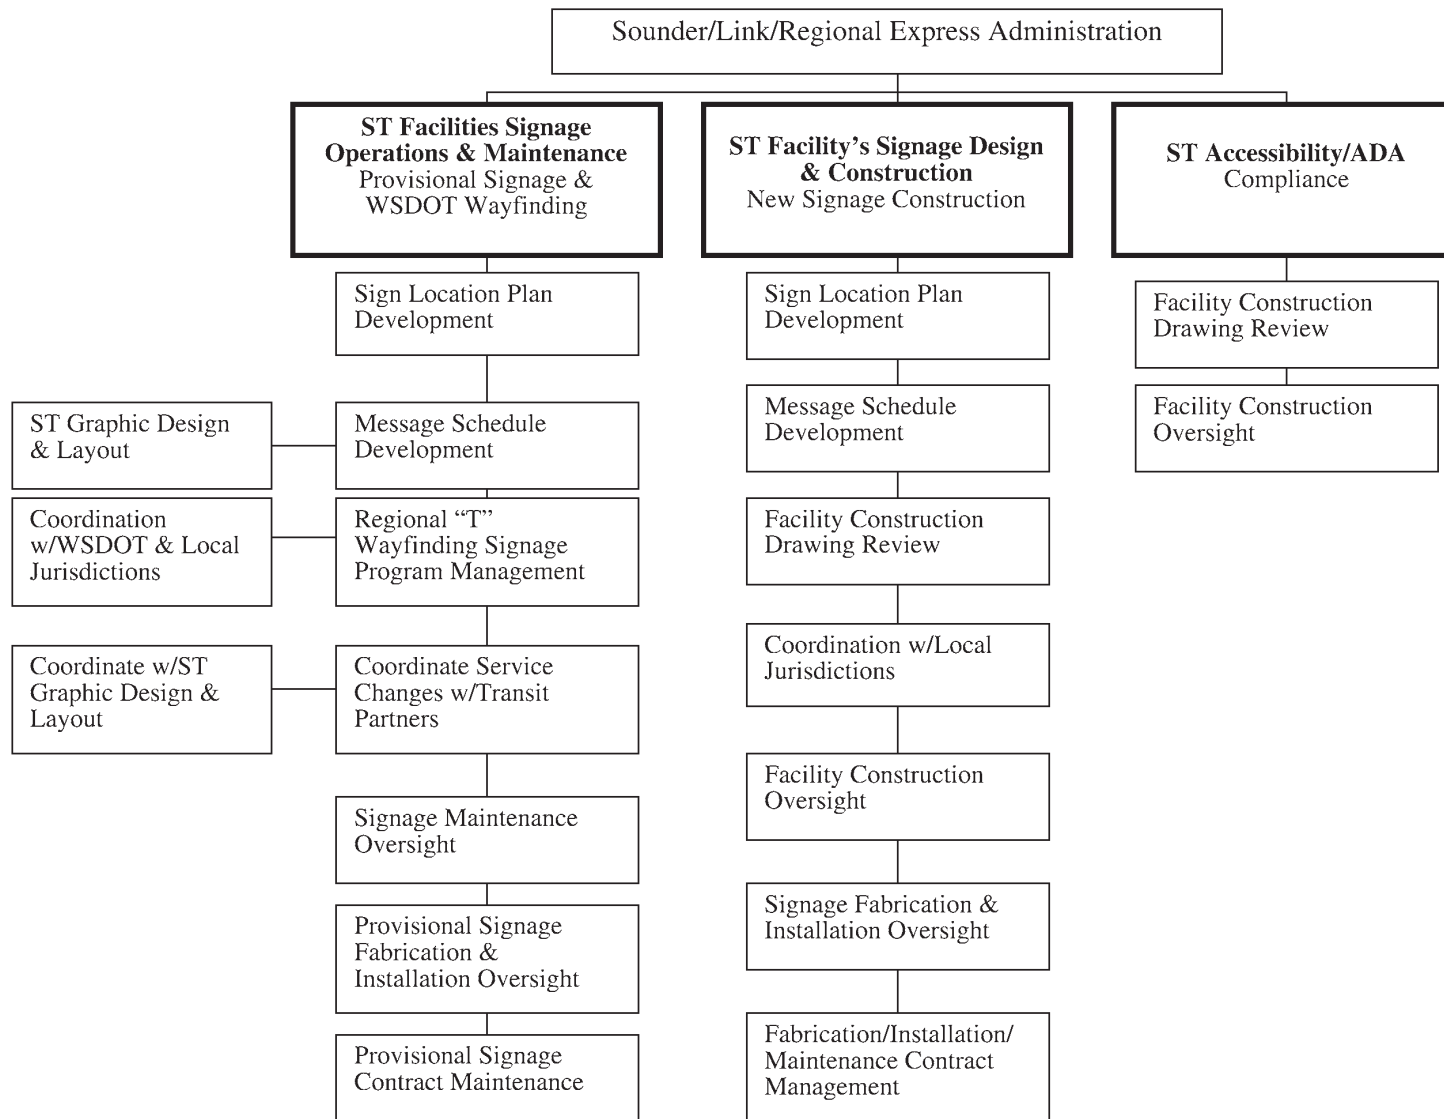 Sounder/Link/Regional Express Administration
ST Facilities Signage
Operations & Maintenance
Provisional Signage &
WSDOT Wayfinding
ST Facility's Signage Design
& Construction
New Signage Construction
ST Accessibility/ADA
Compliance
Sign Location Plan
Development
Sign Location Plan
Development
Facility Construction
Drawing Review
ST Graphic Design
& Layout
Message Schedule
Development
Message Schedule
Development
Facility Construction
Oversight
Coordination
w/WSDOT & Local
Jurisdictions
Regional “T”
Wayfinding Signage
Program Management
Facility Construction
Drawing Review
Coordinate w/ST
Graphic Design &
Layout
Coordinate Service
Changes w/Transit
Partners
Coordination w/Local
Jurisdictions
Signage Maintenance
Oversight
Facility Construction
Oversight
Provisional Signage
Fabrication &
Installation Oversight
Signage Fabrication &
Installation Oversight
Provisional Signage
Contract Maintenance
Fabrication/Installation/
Maintenance Contract
Management